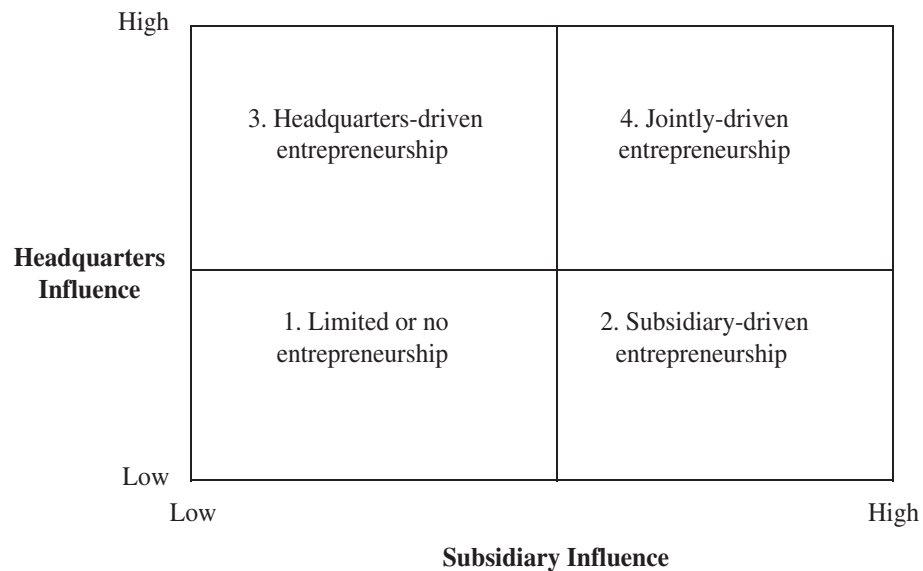 High
3. Headquarters-driven
entrepreneurship
4. Jointly-driven
entrepreneurship
Headquarters
Influence
1. Limited or no
entrepreneurship
2. Subsidiary-driven
entrepreneurship
Low
Low
High
Subsidiary Influence